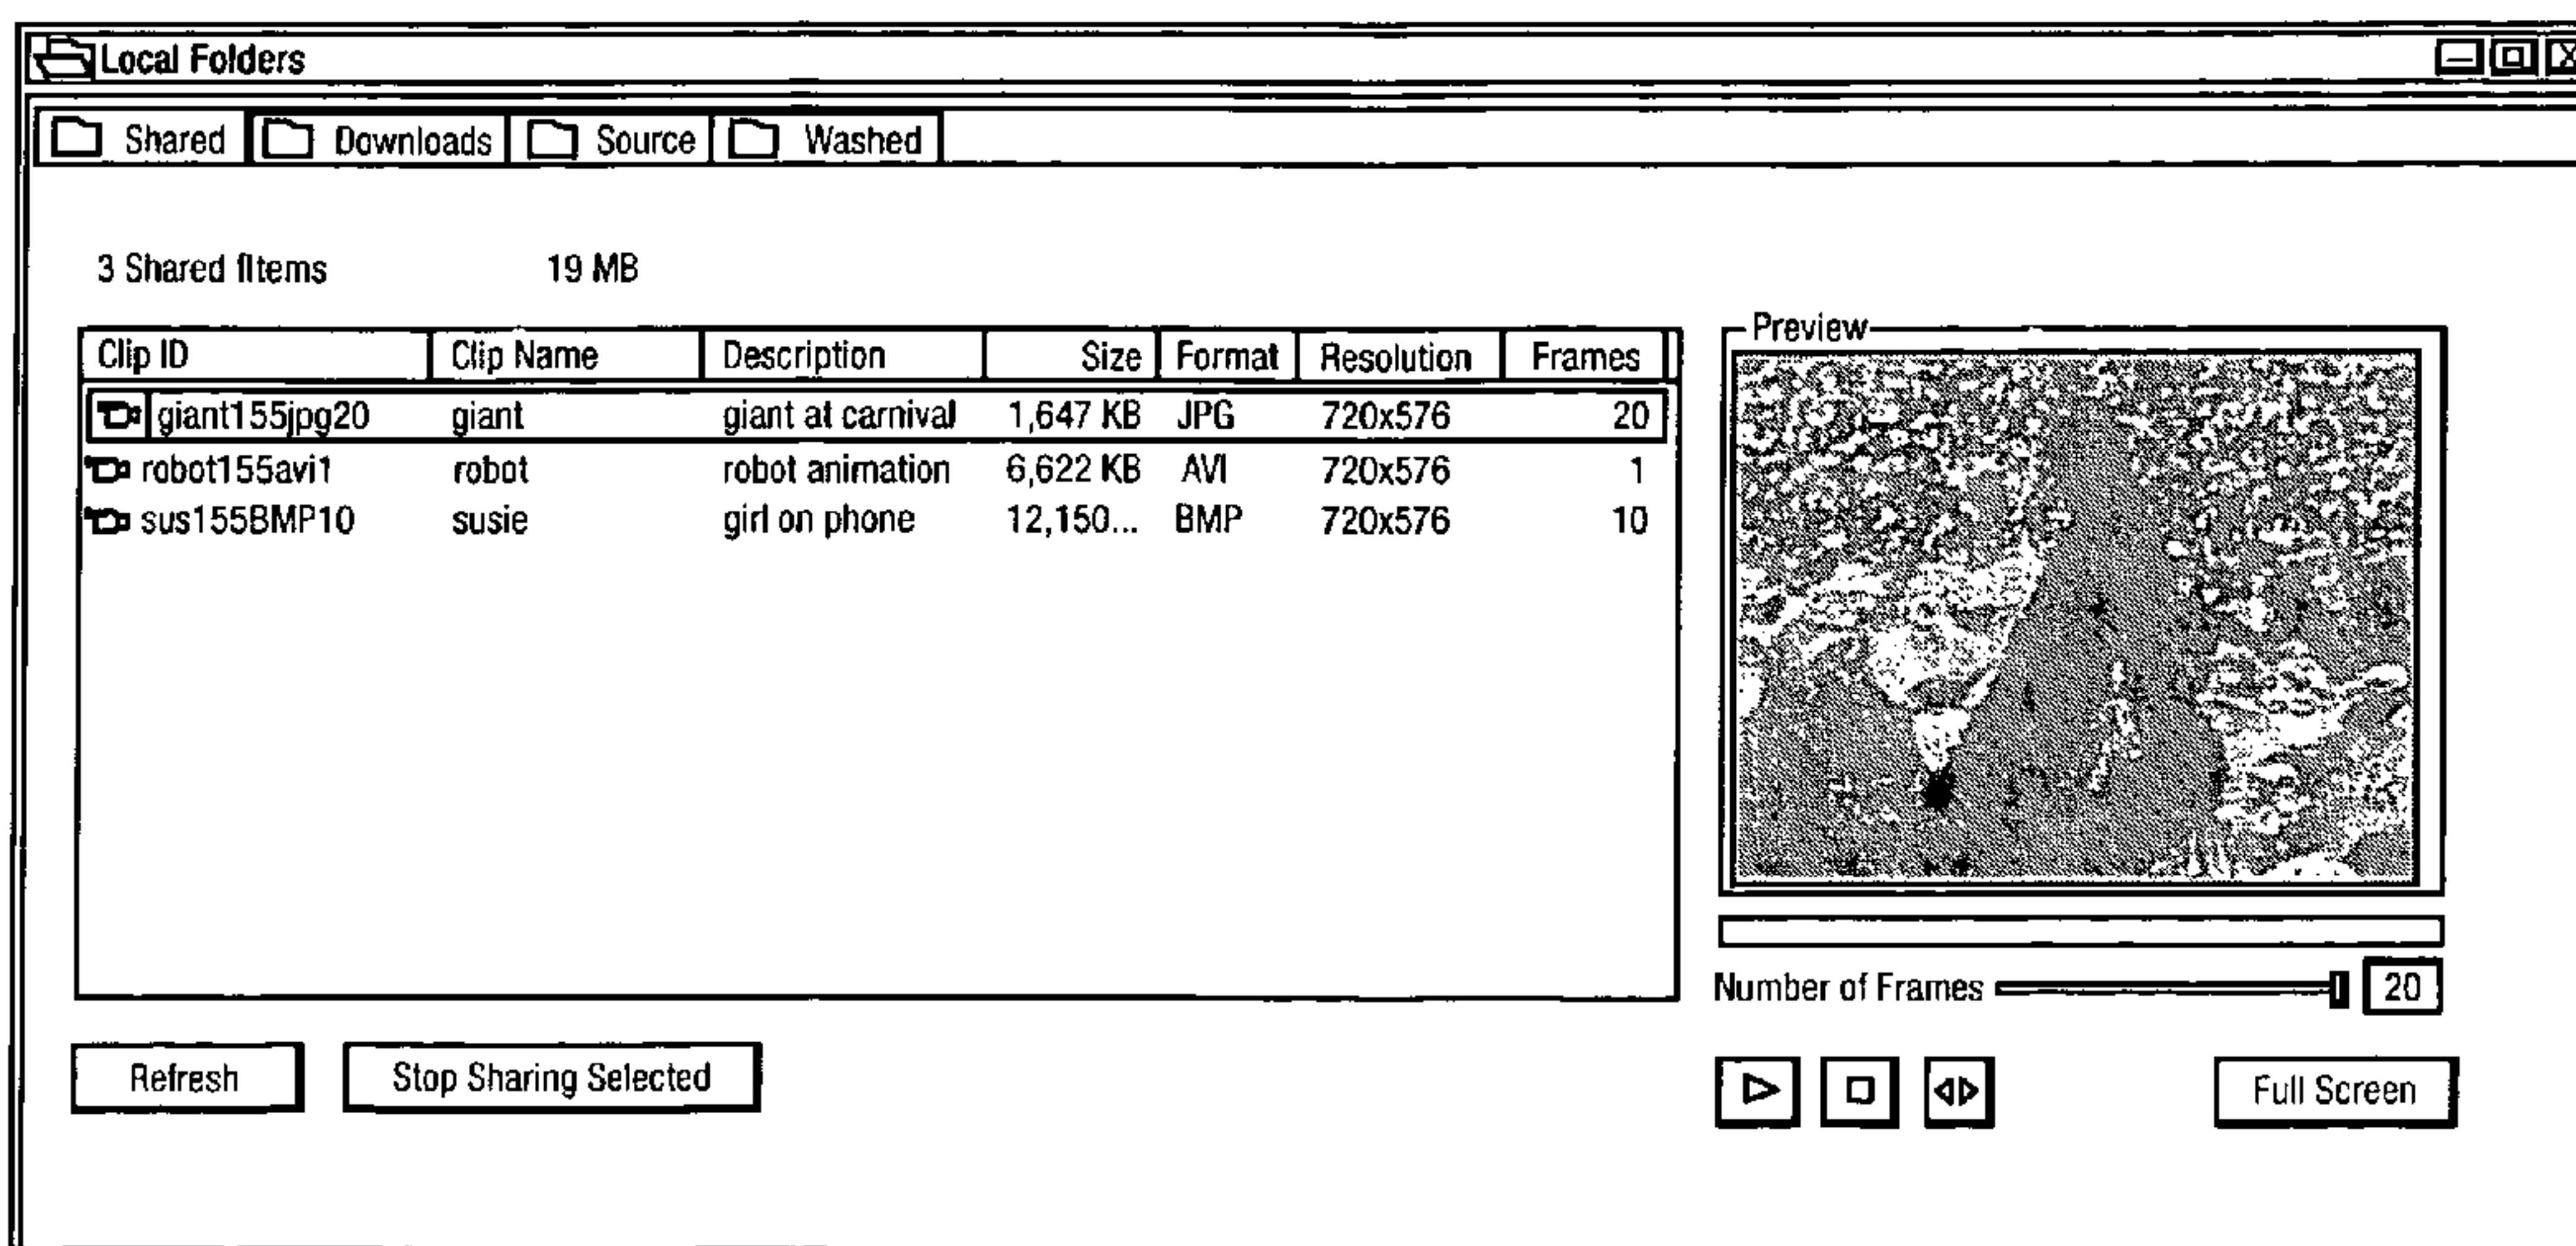 Local Folders
Shared Downloads Source Washed
3 Shared fItems 19 MB
Clip ID Clip Name Description Size Format Resolution Frames
giant155jpg20 giant giant at carnival 1,647 KB JPG 720x576 20
robot155avi1 robot robot animation 6,622 KB AVI 720x576 1
sus155BMP10 susie girl on phone 12,150... BMP 720x576 10
Preview
Number of Frames 20
Refresh Stop Sharing Selected Full Screen